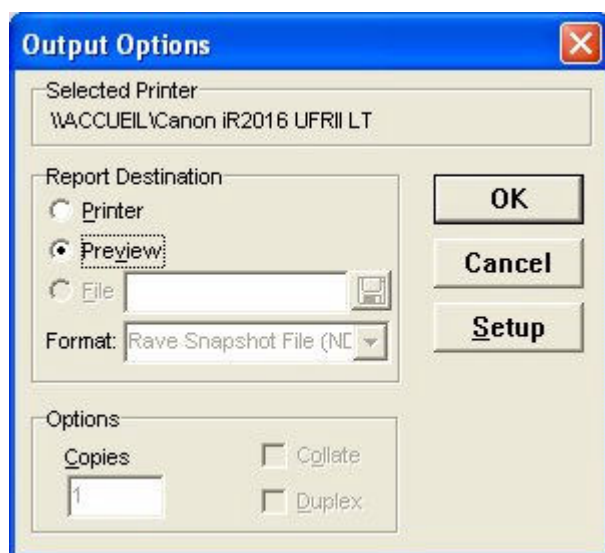 Output Options
Selected Printer
\\ACCUEIL\Canon iR2016 UFRII LT
Report Destination
Printer
Preview
File
Format: Rave Snapshot File (ND
OK
Cancel
Setup
Options
Copies
1
Collate
Duplex